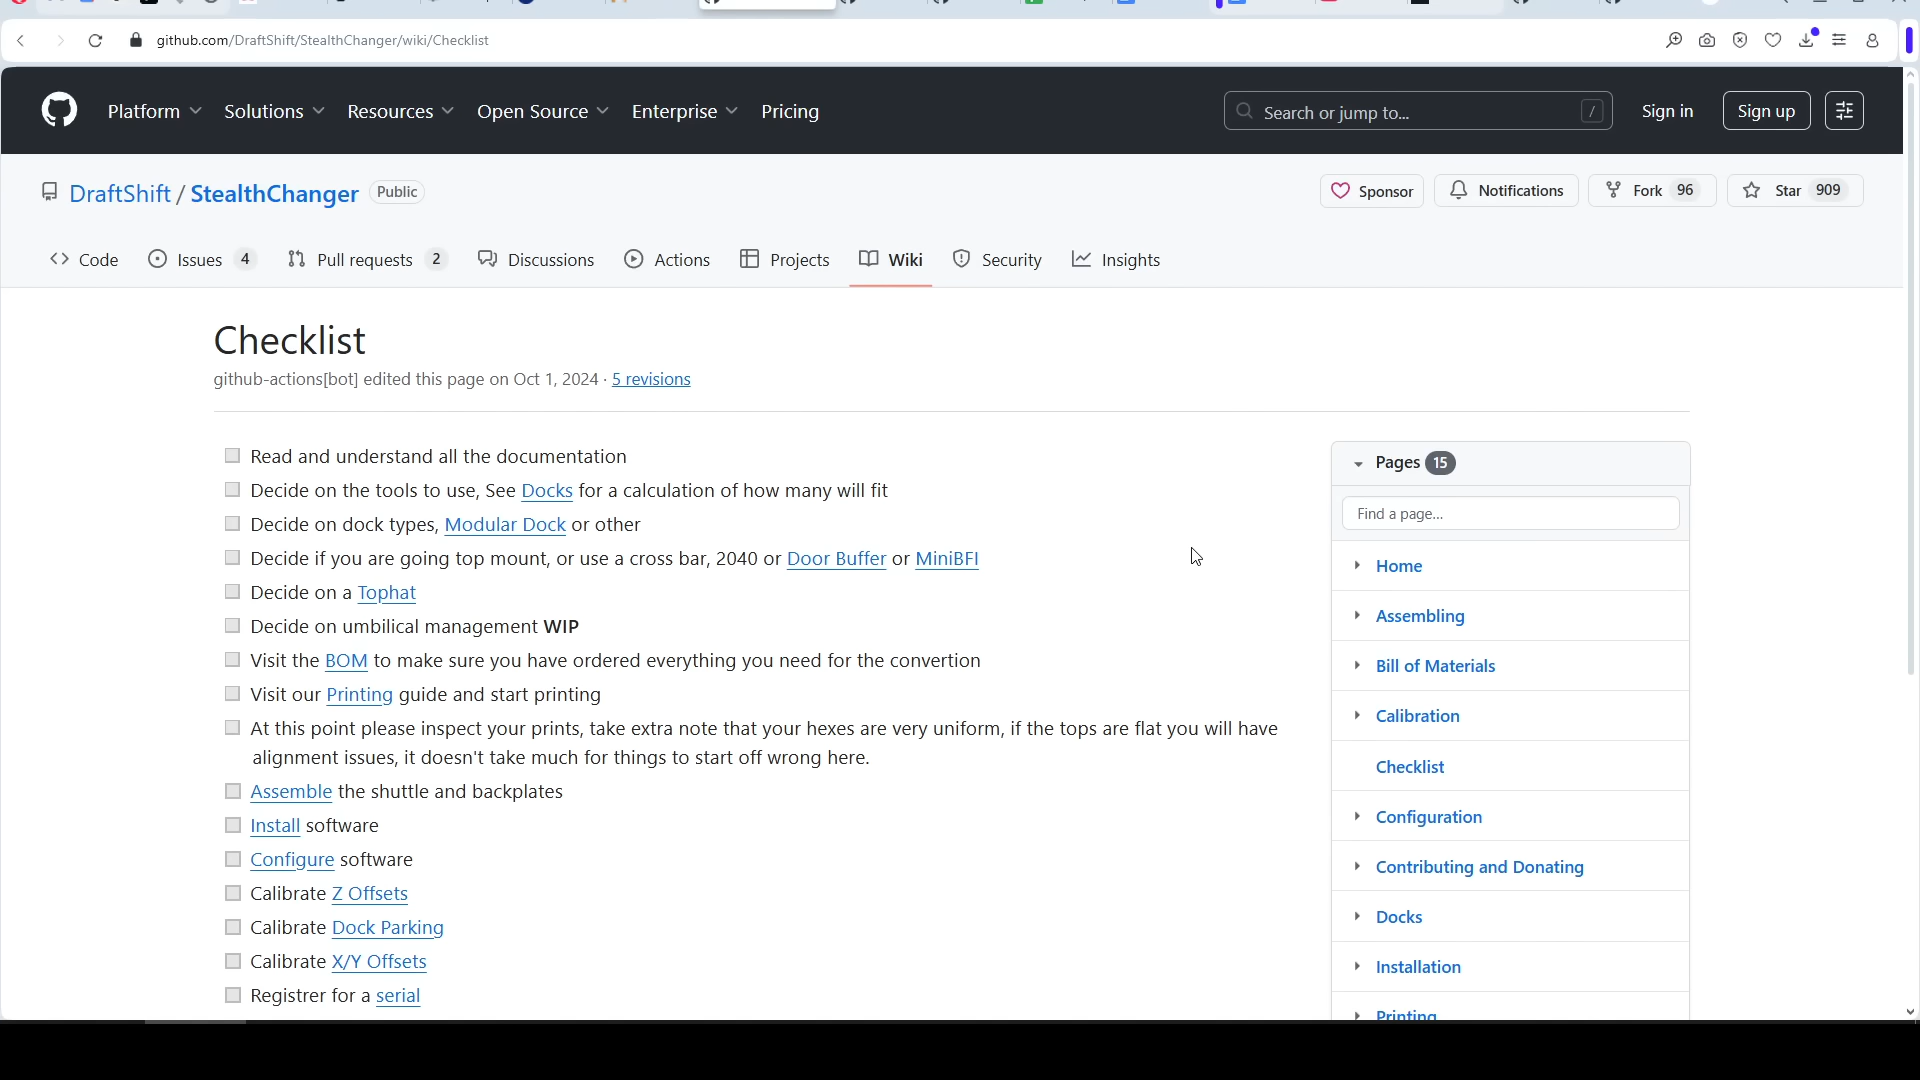 github.com/DraftShift/StealthChanger/wiki/Checklist
Platform Solutions Resources Open Source Enterprise Pricing Search or jump to... / Sign in Sign up
DraftShift / StealthChanger Public Sponsor Notifications Fork 96 Star 909
Code Issues 4 Pull requests 2 Discussions Actions Projects Wiki Security Insights
Checklist
github-actions[bot] edited this page on Oct 1, 2024 · 5 revisions
Read and understand all the documentation
Decide on the tools to use, See Docks for a calculation of how many will fit
Decide on dock types, Modular Dock or other
Decide if you are going top mount, or use a cross bar, 2040 or Door Buffer or MiniBFI
Decide on a Tophat
Decide on umbilical management WIP
Visit the BOM to make sure you have ordered everything you need for the convertion
Visit our Printing guide and start printing
At this point please inspect your prints, take extra note that your hexes are very uniform, if the tops are flat you will have
alignment issues, it doesn't take much for things to start off wrong here.
Assemble the shuttle and backplates
Install software
Configure software
Calibrate Z Offsets
Calibrate Dock Parking
Calibrate X/Y Offsets
Registrer for a serial
Pages 15
Find a page...
Home
Assembling
Bill of Materials
Calibration
Checklist
Configuration
Contributing and Donating
Docks
Installation
Printing